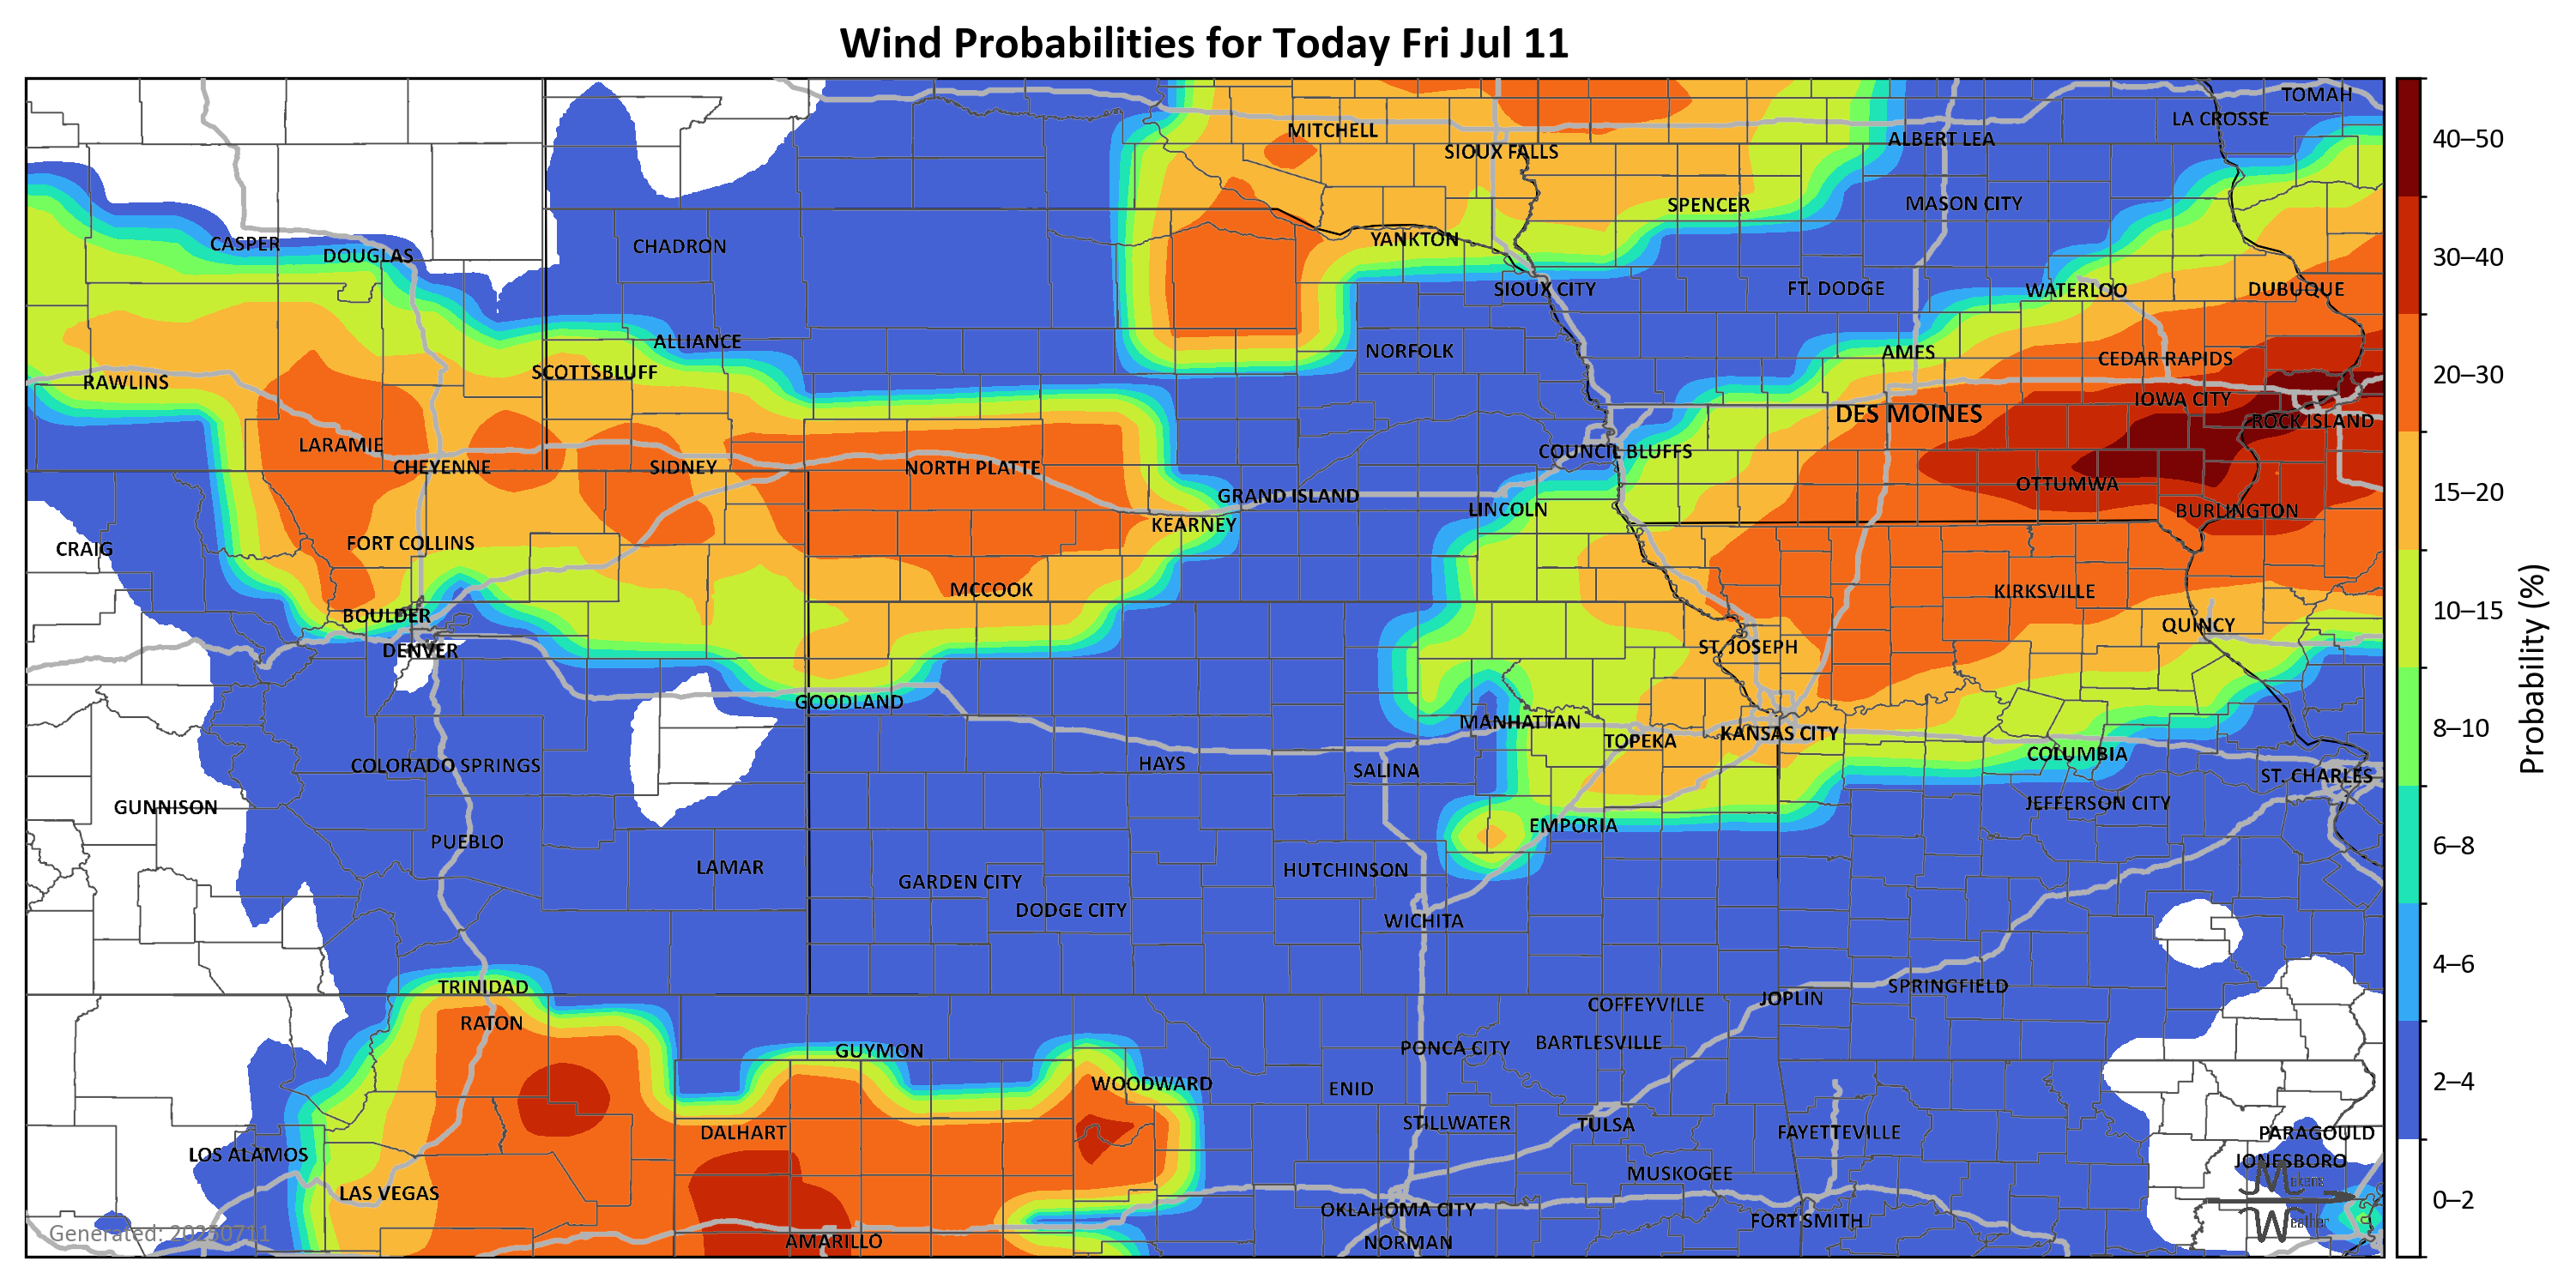 Wind Probabilities for Today Fri Jul 11
TOMAH
LA CROSSE
MITCHELL
ALBERT LEA
SIOUX FALLS
SPENCER
MASON CITY
CASPER
YANKTON
CHADRON
DOUGLAS
SIOUX CITY
FT. DODGE
WATERLOO
DUBUQUE
ALLIANCE
NORFOLK
AMES
CEDAR RAPIDS
RAWLINS
SCOTTSBLUFF
IOWA CITY
DES MOINES
ROCK ISLAND
LARAMIE
COUNCIL BLUFFS
CHEYENNE
SIDNEY
NORTH PLATTE
OTTUMWA
GRAND ISLAND
LINCOLN
BURLINGTON
KEARNEY
CRAIG
FORT COLLINS
MCCOOK
KIRKSVILLE
BOULDER
QUINCY
DENVER
ST. JOSEPH
GOODLAND
MANHATTAN
TOPEKA
KANSAS CITY
COLUMBIA
COLORADO SPRINGS
HAYS
SALINA
ST. CHARLES
GUNNISON
JEFFERSON CITY
EMPORIA
PUEBLO
LAMAR
HUTCHINSON
GARDEN CITY
DODGE CITY
WICHITA
TRINIDAD
SPRINGFIELD
JOPLIN
COFFEYVILLE
RATON
BARTLESVILLE
PONCA CITY
GUYMON
WOODWARD
ENID
STILLWATER
TULSA
DALHART
FAYETTEVILLE
PARAGOULD
LOS ALAMOS
JONESBORO
MUSKOGEE
LAS VEGAS
OKLAHOMA CITY
FORT SMITH
AMARILLO
NORMAN
Makens
Weather
Generated: 20250711
40–50
30–40
20–30
15–20
10–15
8–10
6–8
4–6
2–4
0–2
Probability (%)